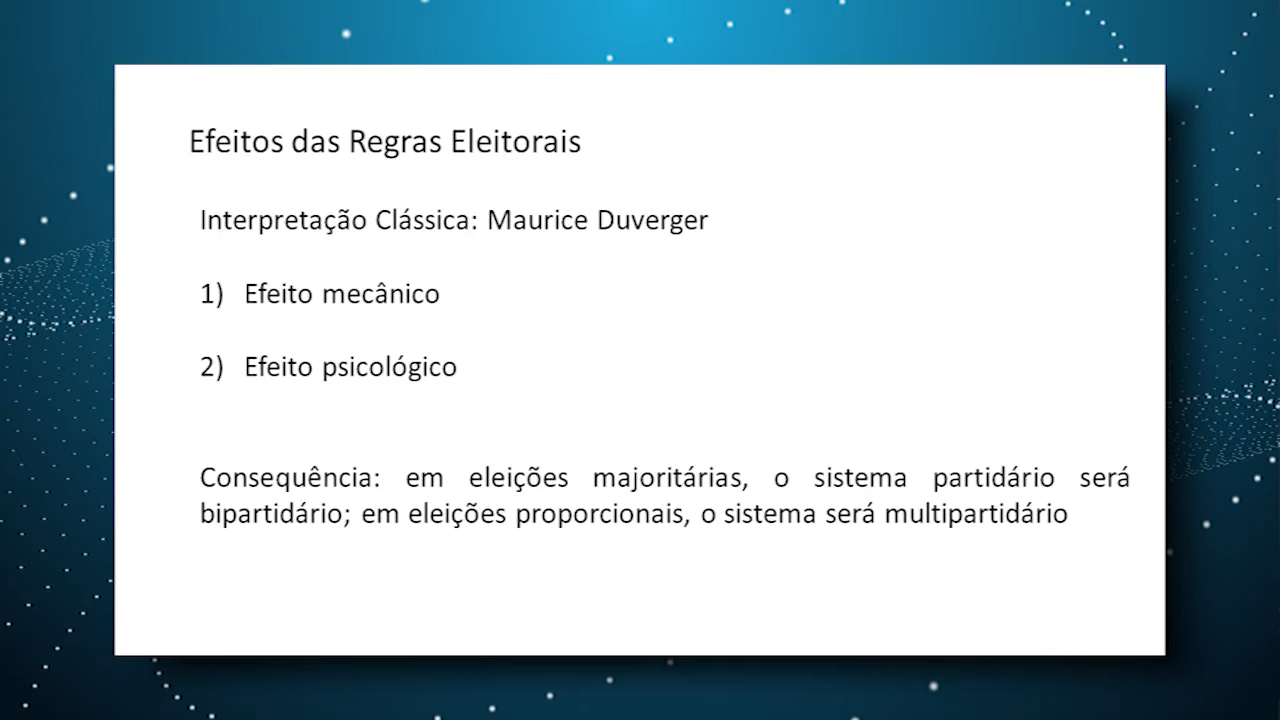 Efeitos das Regras Eleitorais
Interpretação Clássica: Maurice Duverger
1) Efeito mecânico
2) Efeito psicológico
Consequência: em eleições majoritárias, o sistema partidário será
bipartidário; em eleições proporcionais, o sistema será multipartidário